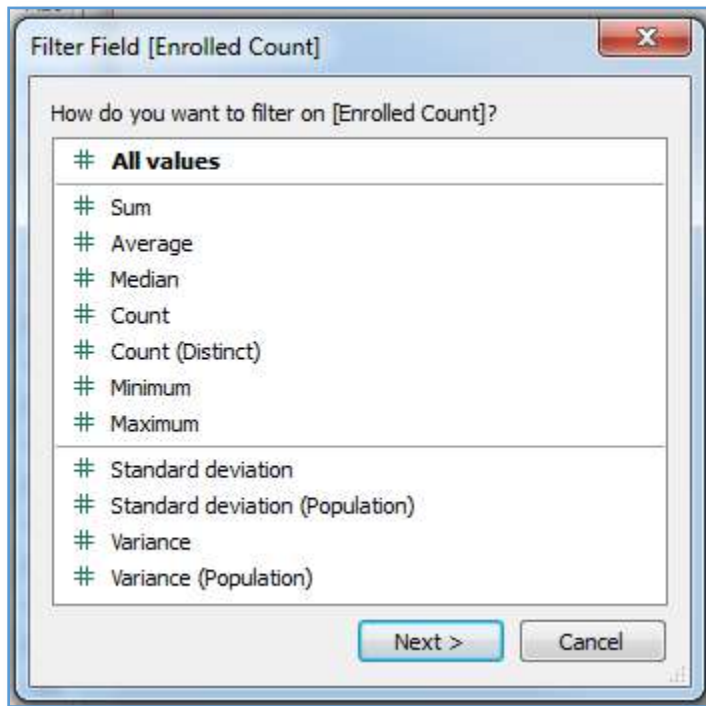 Filter Field [Enrolled Count]
How do you want to filter on [Enrolled Count]?
# All values
# Sum
# Average
# Median
# Count
# Count (Distinct)
# Minimum
# Maximum
# Standard deviation
# Standard deviation (Population)
# Variance
# Variance (Population)
Next > Cancel